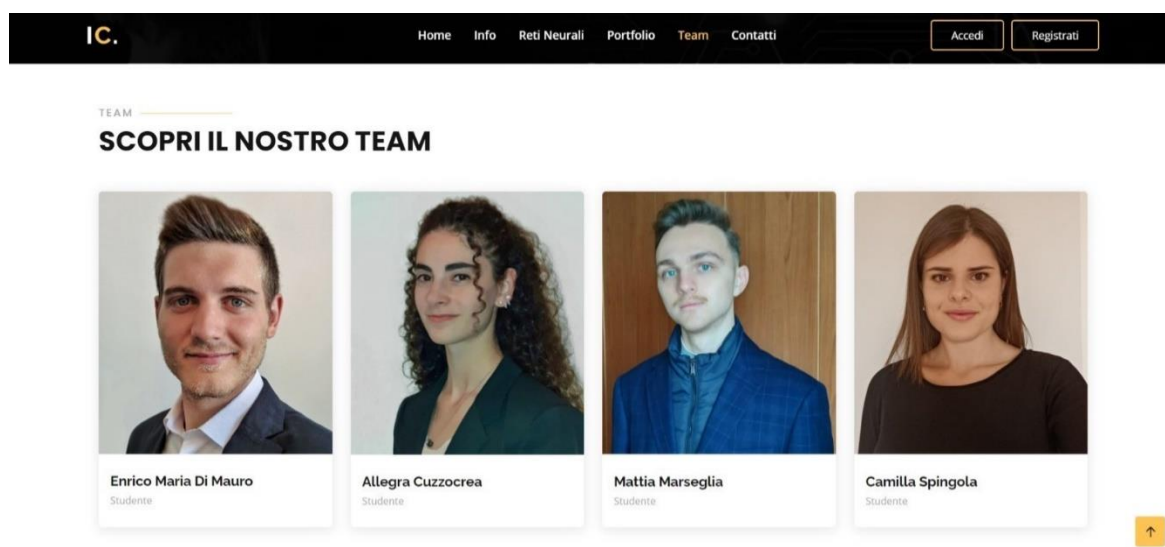 IC.
Home Info Reti Neurali Portfolio Team Contatti Accedi Registrati
TEAM
SCOPRI IL NOSTRO TEAM
Enrico Maria Di Mauro Allegra Cuzzocrea Mattia Marseglia Camilla Spingola
Studente Studente Studente Studente